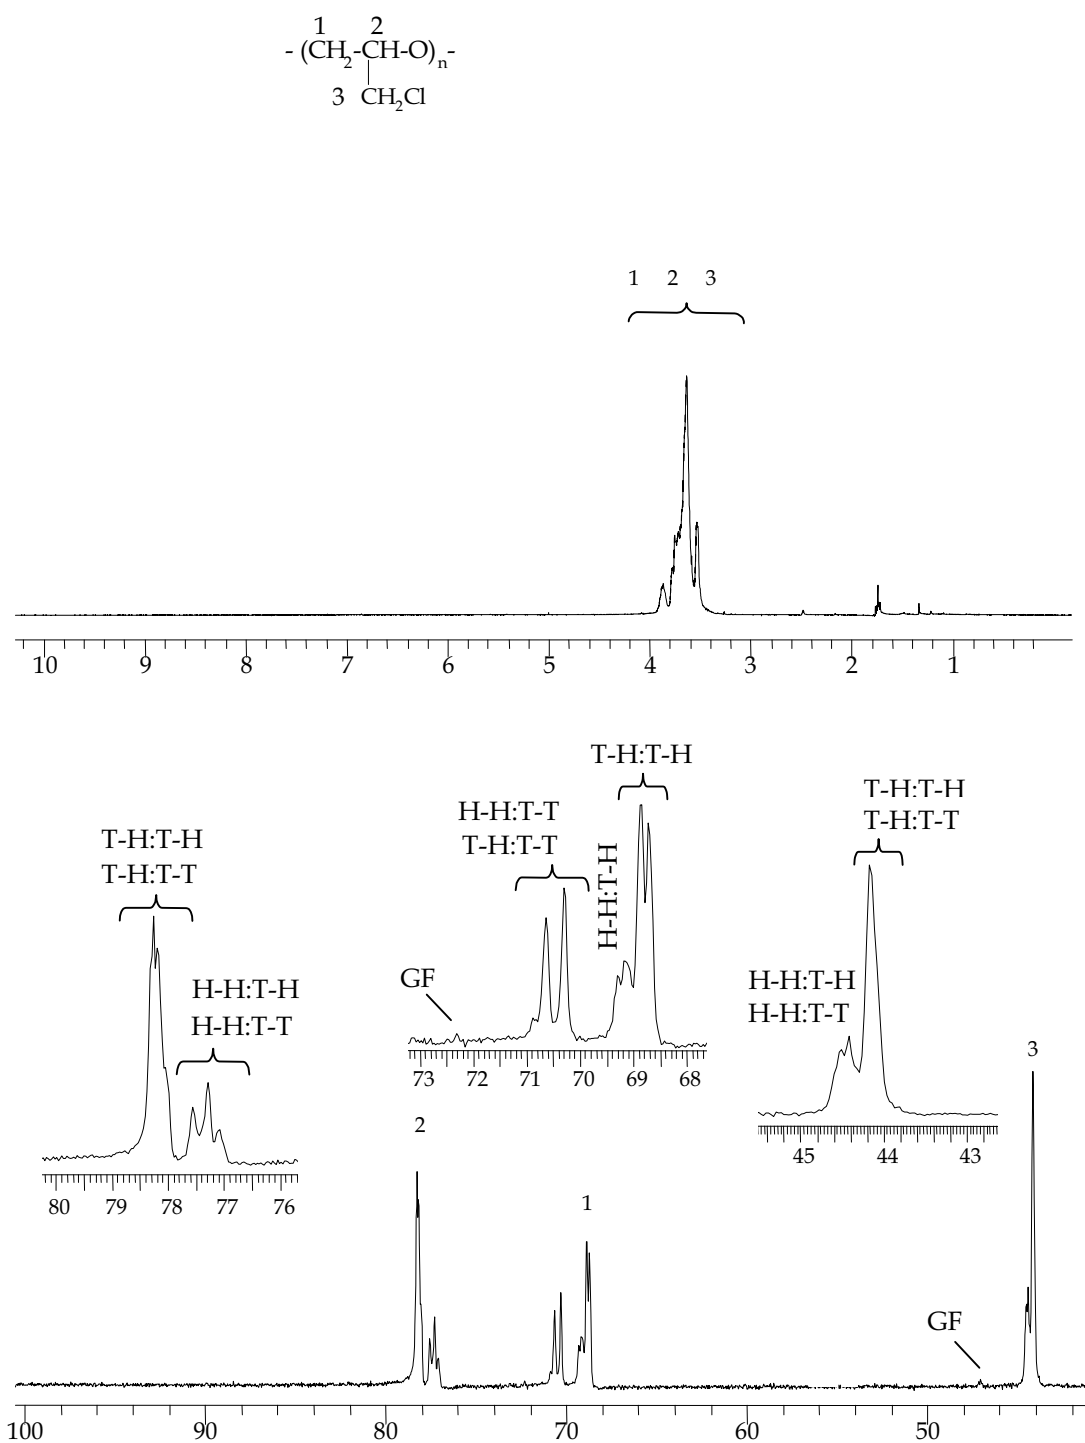 1 2
- (CH2-CH-O)n-
3 CH2Cl
1 2 3
10 9 8 7 6 5 4 3 2 1
T-H:T-H
T-H:T-H
T-H:T-T
H-H:T-T
T-H:T-T
H-H:T-H
T-H:T-H
T-H:T-T
GF
H-H:T-H
H-H:T-T
H-H:T-H
H-H:T-T
73 72 71 70 69 68
3
2
45 44 43
80 79 78 77 76
1
GF
100 90 80 70 60 50